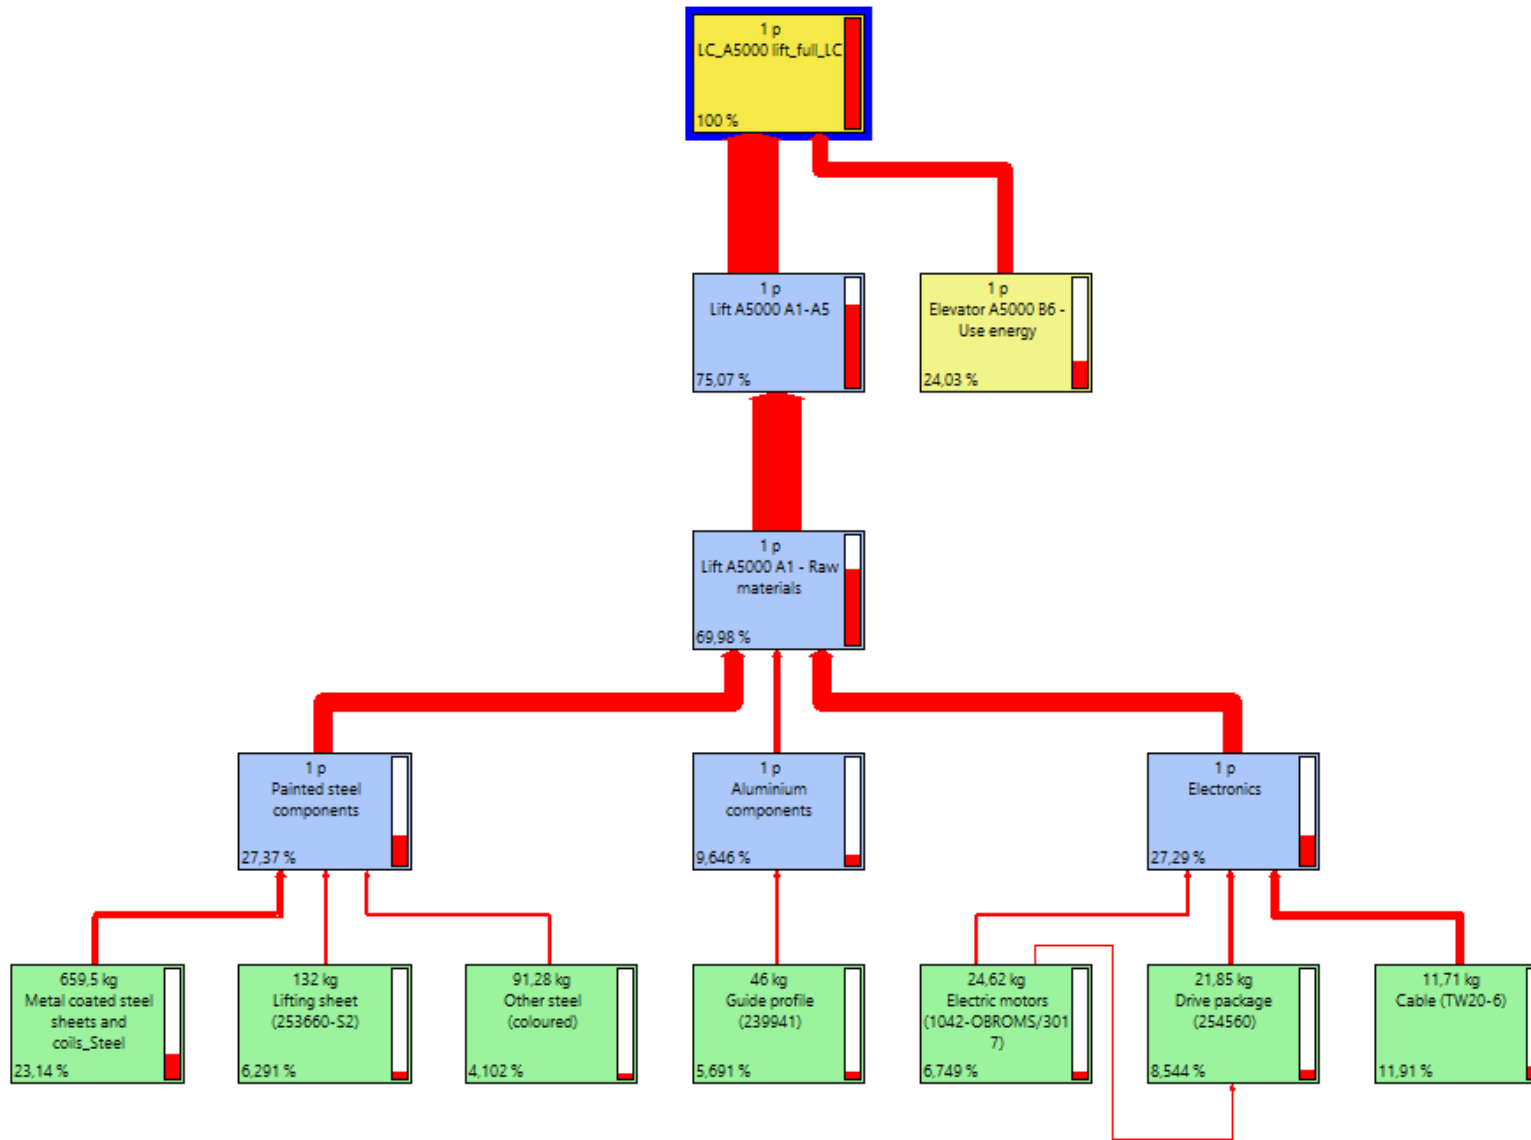 1 p
LC_A5000 lift_full_LC
100 %
1 p
Lift A5000 A1-A5
75,07 %
1 p
Elevator A5000 B6 -
Use energy
24,03 %
1 p
Lift A5000 A1 - Raw
materials
69,98 %
1 p
Painted steel
components
27,37 %
1 p
Aluminium
components
9,646 %
1 p
Electronics
27,29 %
659,5 kg
Metal coated steel
sheets and
coils_Steel
23,14 %
132 kg
Lifting sheet
(253660-S2)
6,291 %
91,28 kg
Other steel
(coloured)
4,102 %
46 kg
Guide profile
(239941)
5,691 %
24,62 kg
Electric motors
(1042-OBROMS/301
7)
6,749 %
21,85 kg
Drive package
(254560)
8,544 %
11,71 kg
Cable (TW20-6)
11,91 %